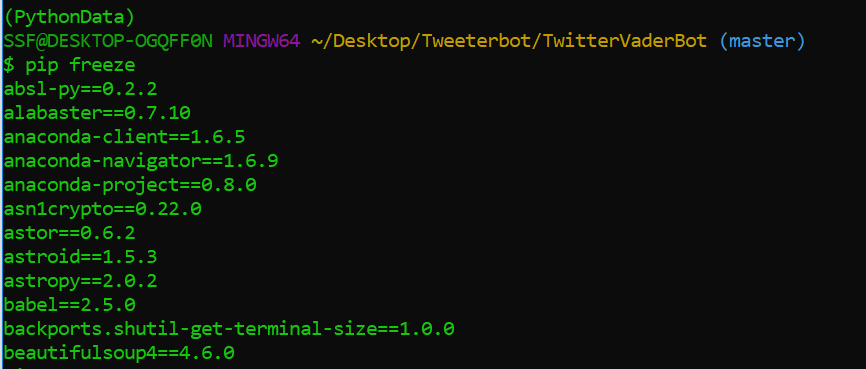 (PythonData)
SSF@DESKTOP-OGQFF0N MINGW64 ~/Desktop/Tweeterbot/TwitterVaderBot (master)
$ pip freeze
absl-py==0.2.2
alabaster==0.7.10
anaconda-client==1.6.5
anaconda-navigator==1.6.9
anaconda-project==0.8.0
asn1crypto==0.22.0
astor==0.6.2
astroid==1.5.3
astropy==2.0.2
babel==2.5.0
backports.shutil-get-terminal-size==1.0.0
beautifulsoup4==4.6.0